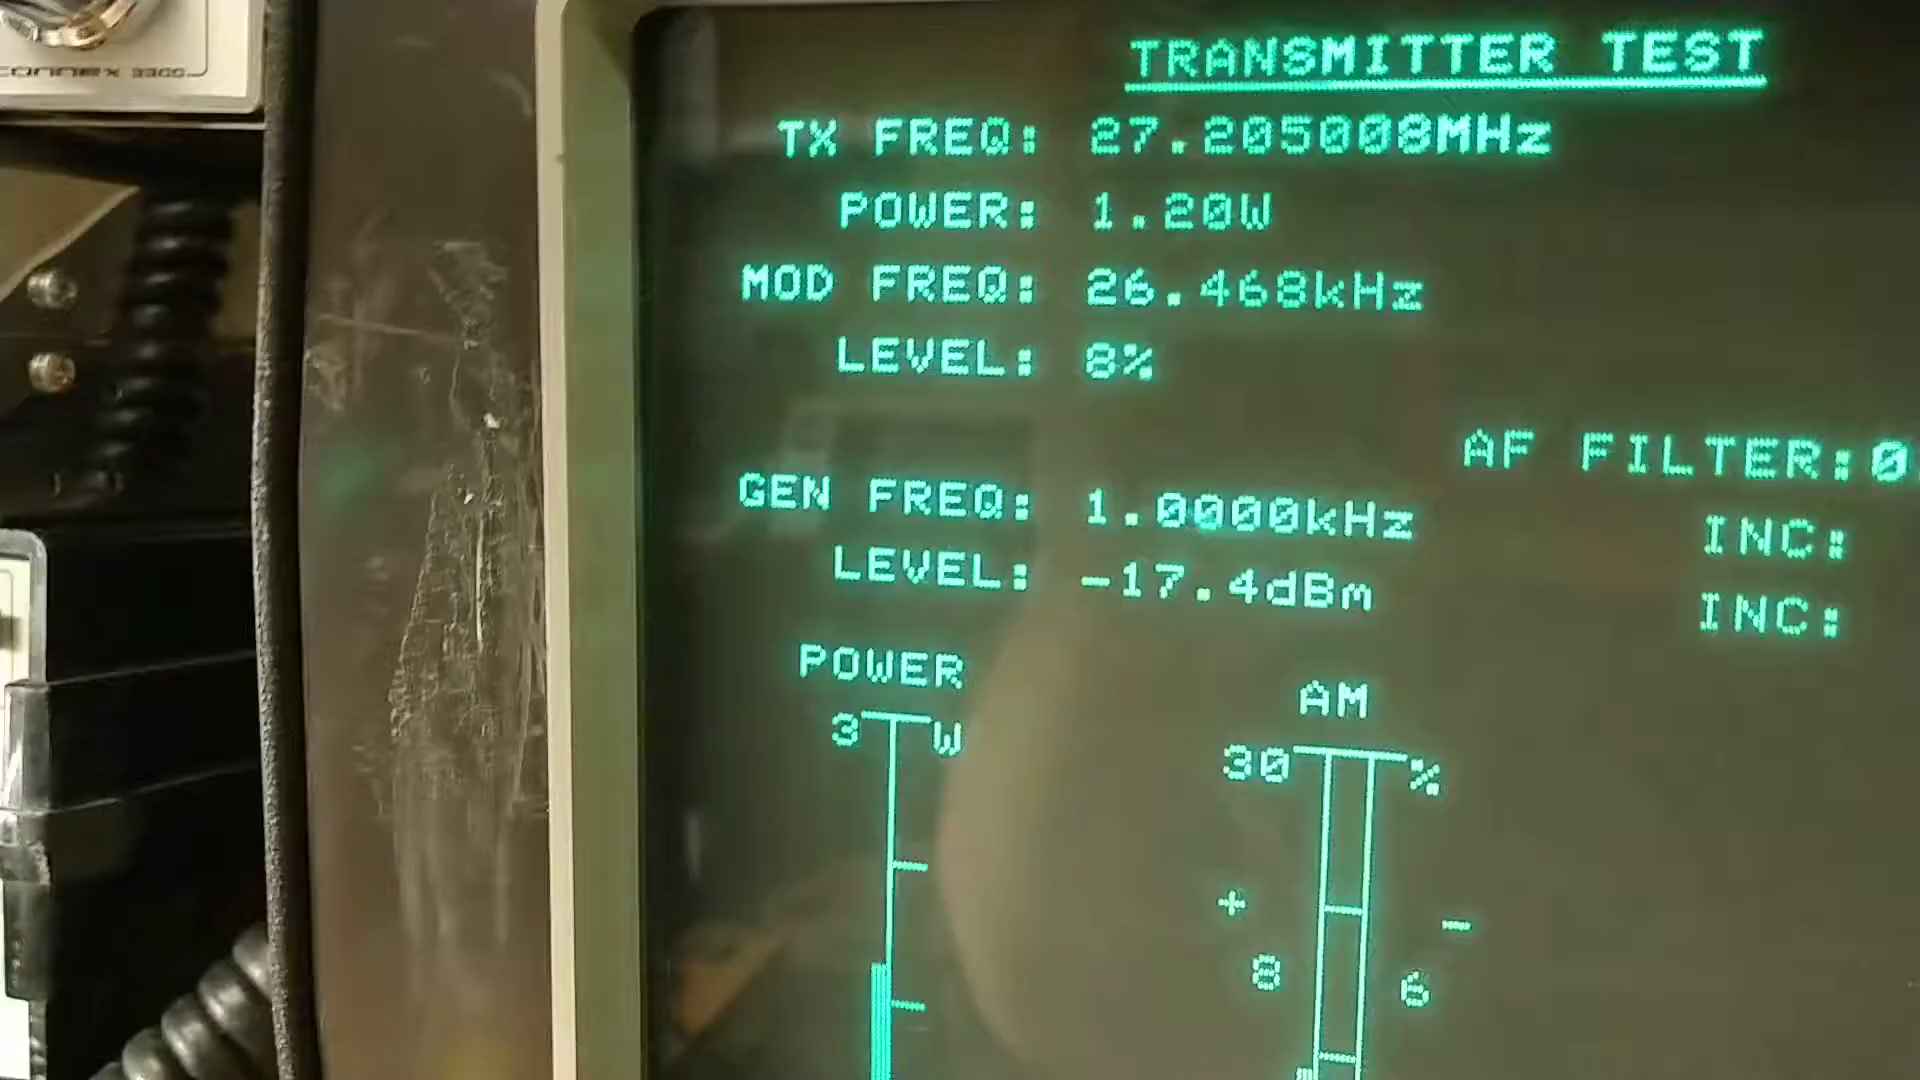 TRANSMITTER TEST
TX FREQ: 27.205008MHz
POWER: 1.20W
MOD FREQ: 26.468kHz
LEVEL: 8%
AF FILTER:0
GEN FREQ: 1.0000kHz
INC:
LEVEL: -17.4dBm
INC:
POWER
AM
3 W
30 %
+ -
8 6